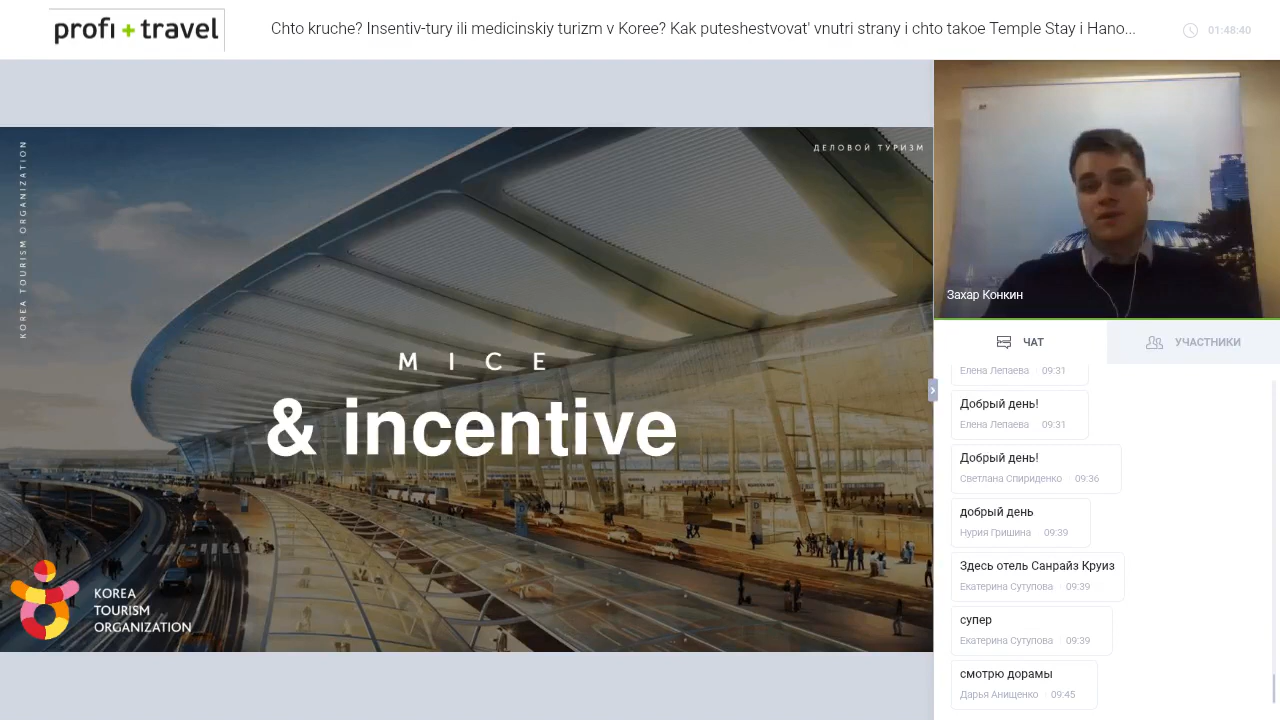 profi + travel
Chto kruche? Insentiv-tury ili medicinskiy turizm v Koree? Kak puteshestvovat' vnutri strany i chto takoe Temple Stay i Hano...
01:48:40
KOREA TOURISM ORGANIZATION
ДЕЛОВОЙ ТУРИЗМ
MICE
& incentive
KOREA
TOURISM
ORGANIZATION
Захар Конкин
ЧАТ
УЧАСТНИКИ
Елена Лепаева 09:31
Добрый день!
Елена Лепаева 09:31
Добрый день!
Светлана Спириденко 09:36
добрый день
Нурия Гришина 09:39
Здесь отель Санрайз Круиз
Екатерина Сутупова 09:39
супер
Екатерина Сутупова 09:39
смотрю дорамы
Дарья Анищенко 09:45